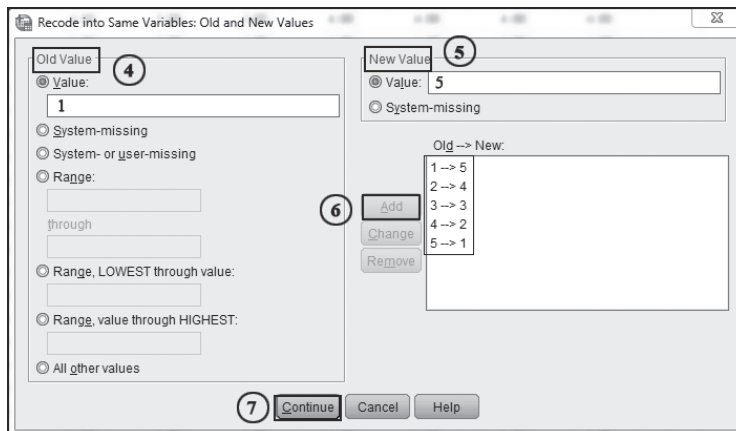 Recode into Same Variables: Old and New Values
Old Value
4
Value:
1
System-missing
System- or user-missing
Range:
through
Range, LOWEST through value:
Range, value through HIGHEST:
All other values
New Value
5
Value: 5
System-missing
Old --> New:
1 --> 5
2 --> 4
3 --> 3
4 --> 2
5 --> 1
6
Add
Change
Remove
7
Continue
Cancel
Help